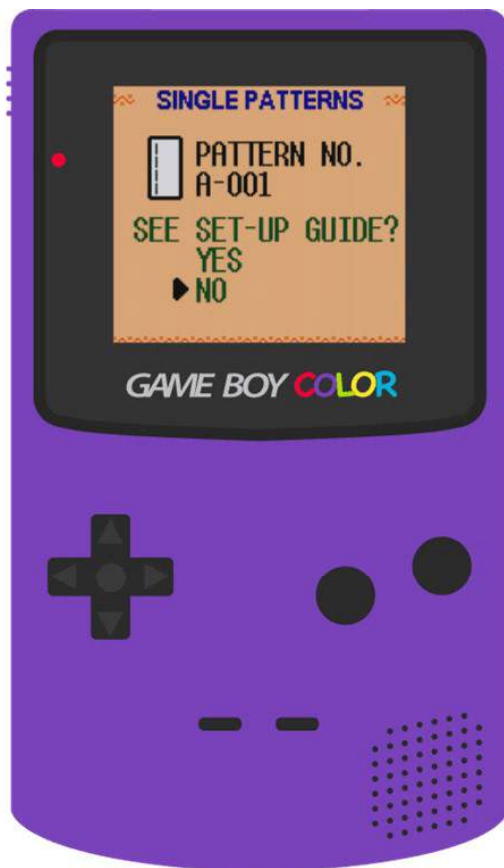 SINGLE PATTERNS
PATTERN NO.
A-001
SEE SET-UP GUIDE?
YES
NO
GAME BOY COLOR